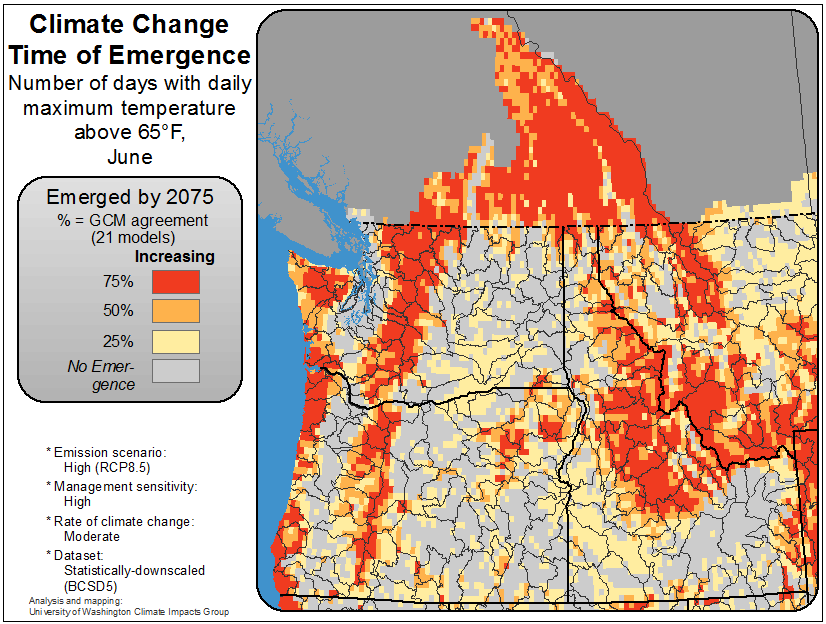 Climate Change
Time of Emergence
Number of days with daily
maximum temperature
above 65°F,
June
Emerged by 2075
% = GCM agreement
(21 models)
Increasing
75%
50%
25%
No Emer-
gence
* Emission scenario:
High (RCP8.5)
* Management sensitivity:
High
* Rate of climate change:
Moderate
* Dataset:
Statistically-downscaled
(BCSD5)
Analysis and mapping:
University of Washington Climate Impacts Group